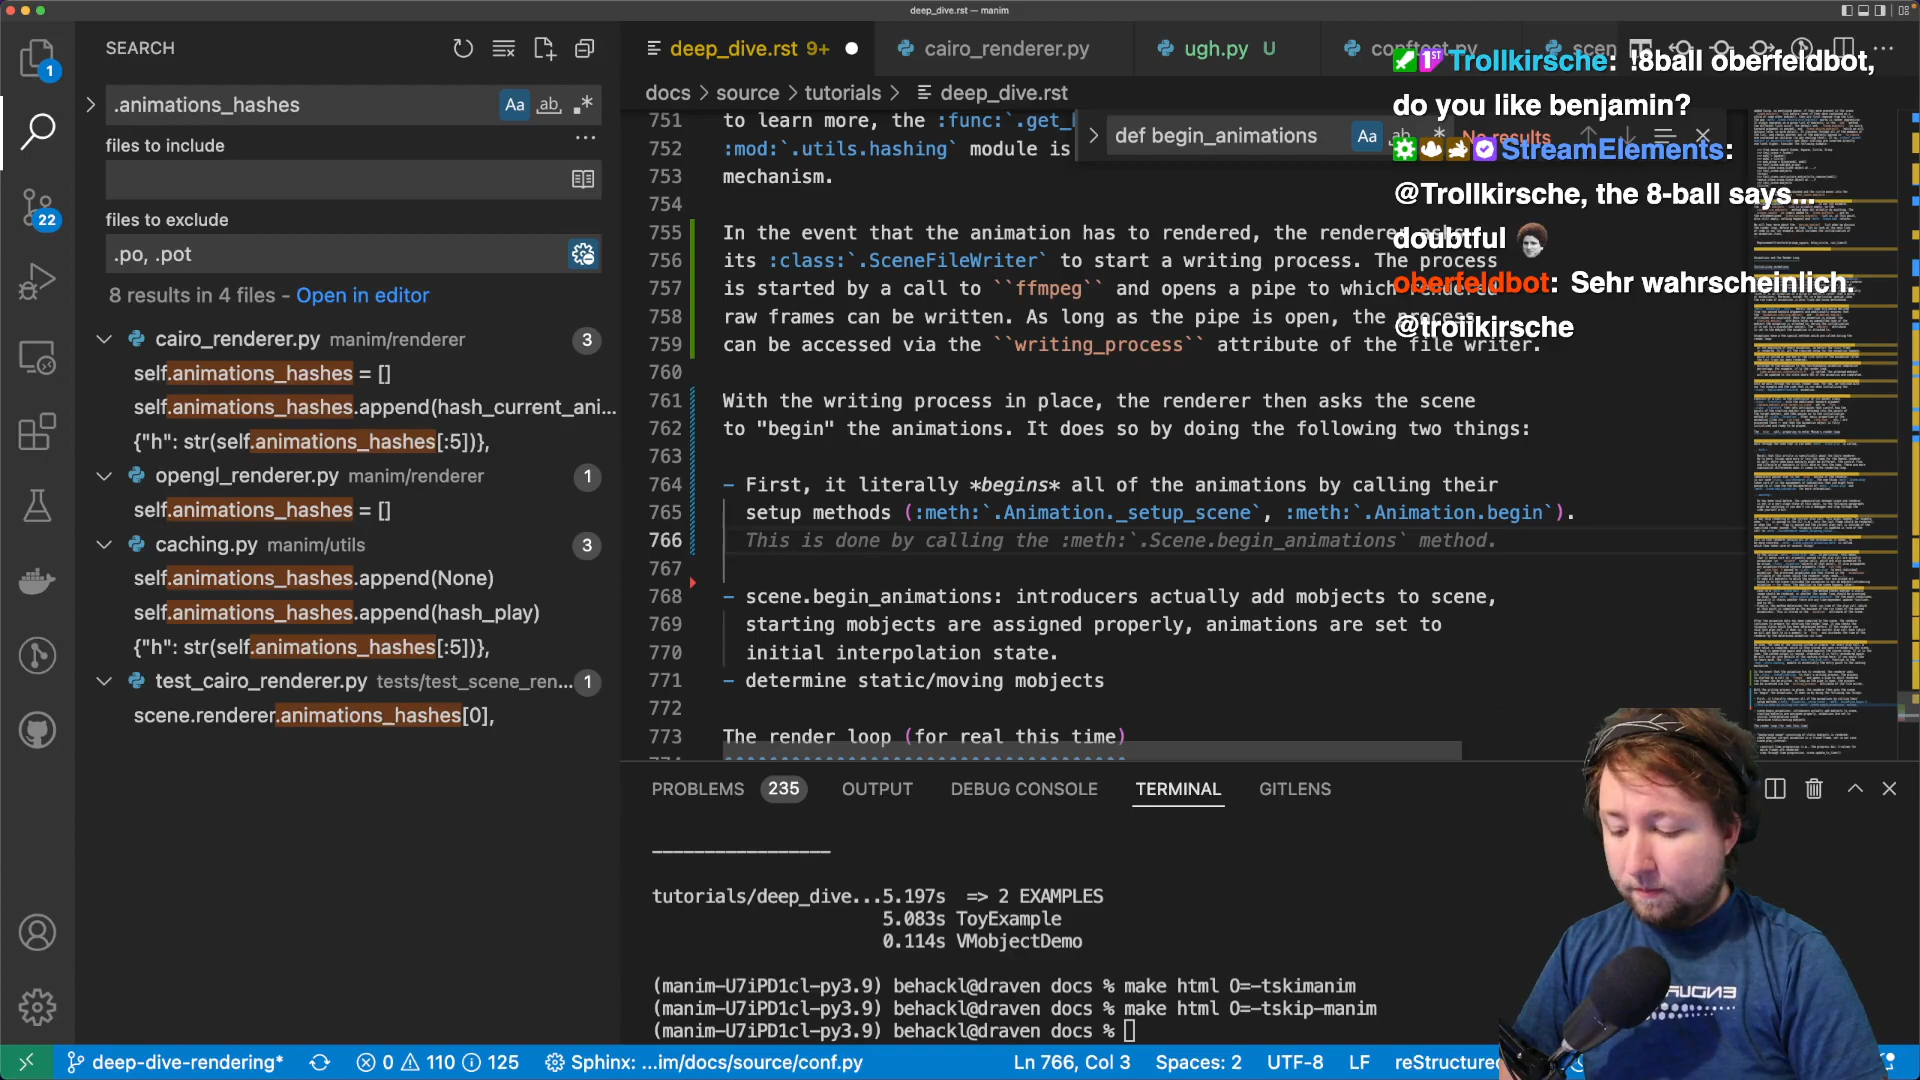 deep_dive.rst — manim
SEARCH
deep_dive.rst 9+
cairo_renderer.py
ugh.py U
conftest.py
scen
1
.animations_hashes
files to include
files to exclude
.po, .pot
22
8 results in 4 files - Open in editor
cairo_renderer.py manim/renderer 3
self.animations_hashes = []
self.animations_hashes.append(hash_current_ani...
{"h": str(self.animations_hashes[:5])},
opengl_renderer.py manim/renderer 1
self.animations_hashes = []
caching.py manim/utils 3
self.animations_hashes.append(None)
self.animations_hashes.append(hash_play)
{"h": str(self.animations_hashes[:5])},
test_cairo_renderer.py tests/test_scene_ren... 1
scene.renderer.animations_hashes[0],
docs > source > tutorials > deep_dive.rst
def begin_animations
No results
751 to learn more, the :func:`.get_
752 :mod:`.utils.hashing` module is
753 mechanism.
754
755 In the event that the animation has to rendered, the renderer asks
756 its :class:`.SceneFileWriter` to start a writing process. The process
757 is started by a call to ``ffmpeg`` and opens a pipe to which rendered
758 raw frames can be written. As long as the pipe is open, the process
759 can be accessed via the ``writing_process`` attribute of the file writer.
760
761 With the writing process in place, the renderer then asks the scene
762 to "begin" the animations. It does so by doing the following two things:
763
764 - First, it literally *begins* all of the animations by calling their
765 setup methods (:meth:`.Animation._setup_scene`, :meth:`.Animation.begin`).
766 This is done by calling the :meth:`.Scene.begin_animations` method.
767
768 - scene.begin_animations: introducers actually add mobjects to scene,
769 starting mobjects are assigned properly, animations are set to
770 initial interpolation state.
771 - determine static/moving mobjects
772
773 The render loop (for real this time)
Trollkirsche: !8ball oberfeldbot,
do you like benjamin?
StreamElements:
@Trollkirsche, the 8-ball says...
doubtful
oberfeldbot: Sehr wahrscheinlich.
@trollkirsche
PROBLEMS 235 OUTPUT DEBUG CONSOLE TERMINAL GITLENS
tutorials/deep_dive...5.197s => 2 EXAMPLES
5.083s ToyExample
0.114s VMobjectDemo
(manim-U7iPD1cl-py3.9) behackl@draven docs % make html O=-tskimanim
(manim-U7iPD1cl-py3.9) behackl@draven docs % make html O=-tskip-manim
(manim-U7iPD1cl-py3.9) behackl@draven docs %
deep-dive-rendering* 0 110 125 Sphinx: ...im/docs/source/conf.py Ln 766, Col 3 Spaces: 2 UTF-8 LF reStructure